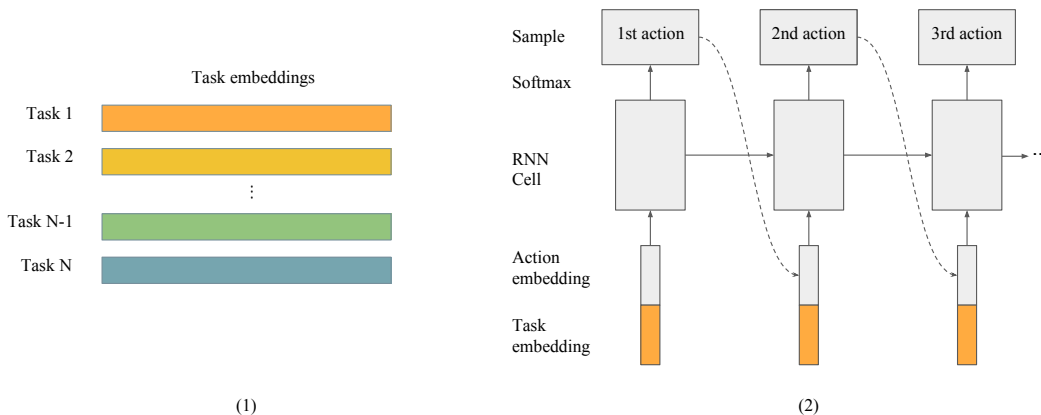 Task embeddings
Task 1
Task 2
⋮
Task N-1
Task N
(1)
Sample
1st action
2nd action
3rd action
Softmax
RNN
Cell
...
Action
embedding
Task
embedding
(2)